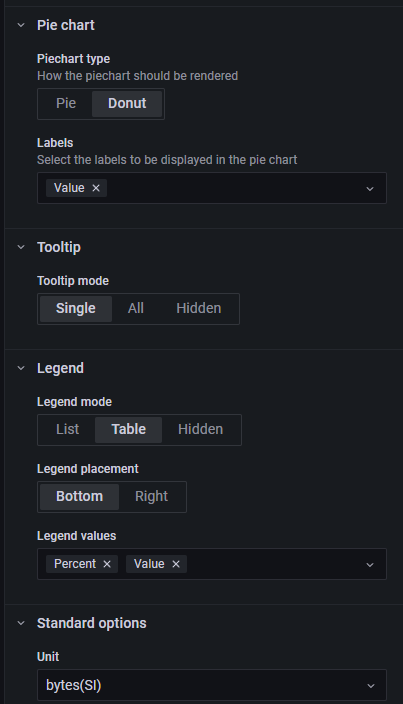 Pie chart
Piechart type
How the piechart should be rendered
Pie Donut
Labels
Select the labels to be displayed in the pie chart
Value
Tooltip
Tooltip mode
Single All Hidden
Legend
Legend mode
List Table Hidden
Legend placement
Bottom Right
Legend values
Percent Value
Standard options
Unit
bytes(SI)